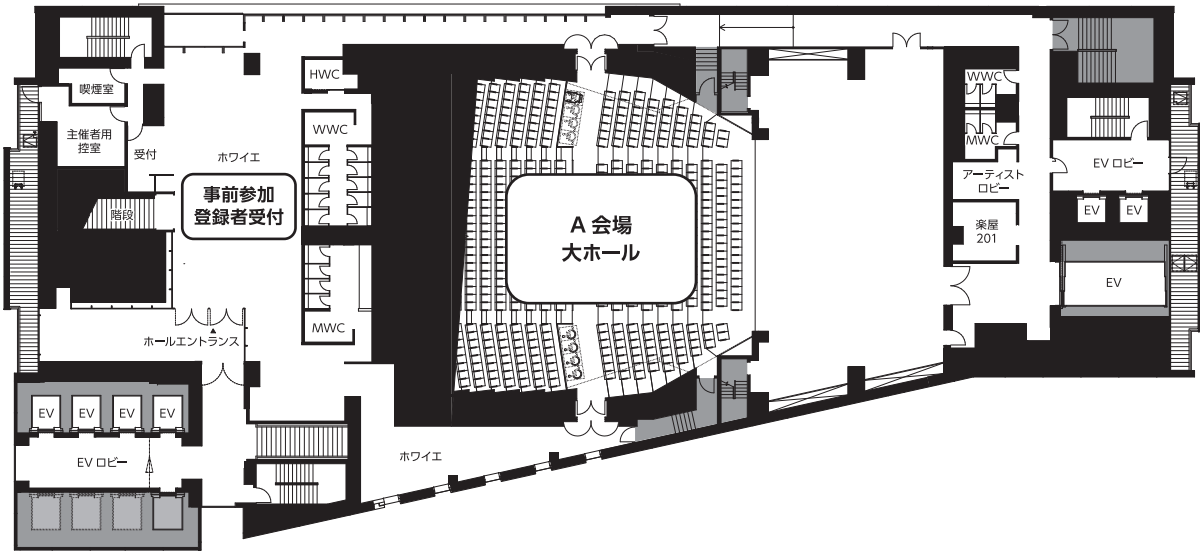 喫煙室
主催者用
控室
受付
階段
ホワイエ
事前参加
登録者受付
HWC
WWC
MWC
ホールエントランス
EV
EV
EV
EV
EV ロビー
ホワイエ
A 会場
大ホール
WWC
MWC
アーティスト
ロビー
楽屋
201
EV ロビー
EV
EV
EV